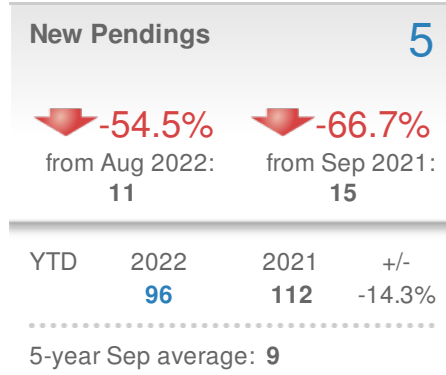 New Pendings 5
-54.5% -66.7%
from Aug 2022: from Sep 2021:
11 15
YTD 2022 2021 +/-
96 112 -14.3%
5-year Sep average: 9